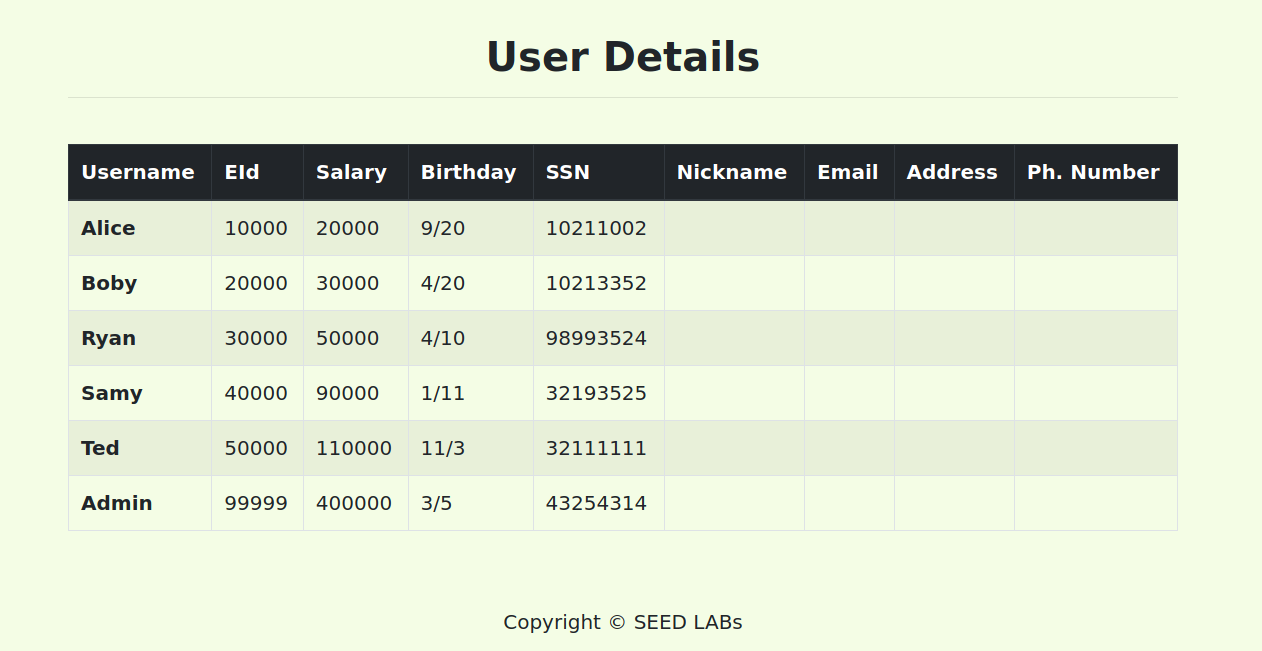 User Details
Username EId Salary Birthday SSN Nickname Email Address Ph. Number
Alice 10000 20000 9/20 10211002
Boby 20000 30000 4/20 10213352
Ryan 30000 50000 4/10 98993524
Samy 40000 90000 1/11 32193525
Ted 50000 110000 11/3 32111111
Admin 99999 400000 3/5 43254314
Copyright © SEED LABs